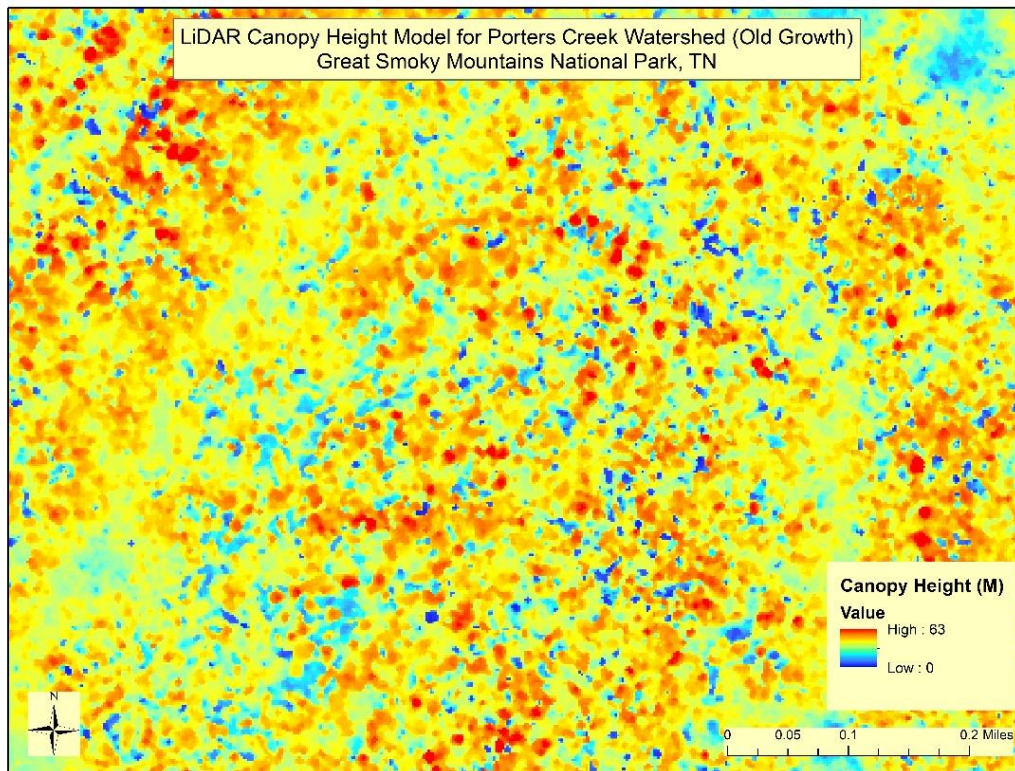 LiDAR Canopy Height Model for Porters Creek Watershed (Old Growth)
Great Smoky Mountains National Park, TN
Canopy Height (M)
Value
High : 63
Low : 0
N
0 0.05 0.1 0.2 Miles